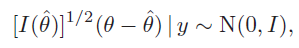 [I(θ̂)]^{1/2}(θ − θ̂) | y ∼ N(0, I),